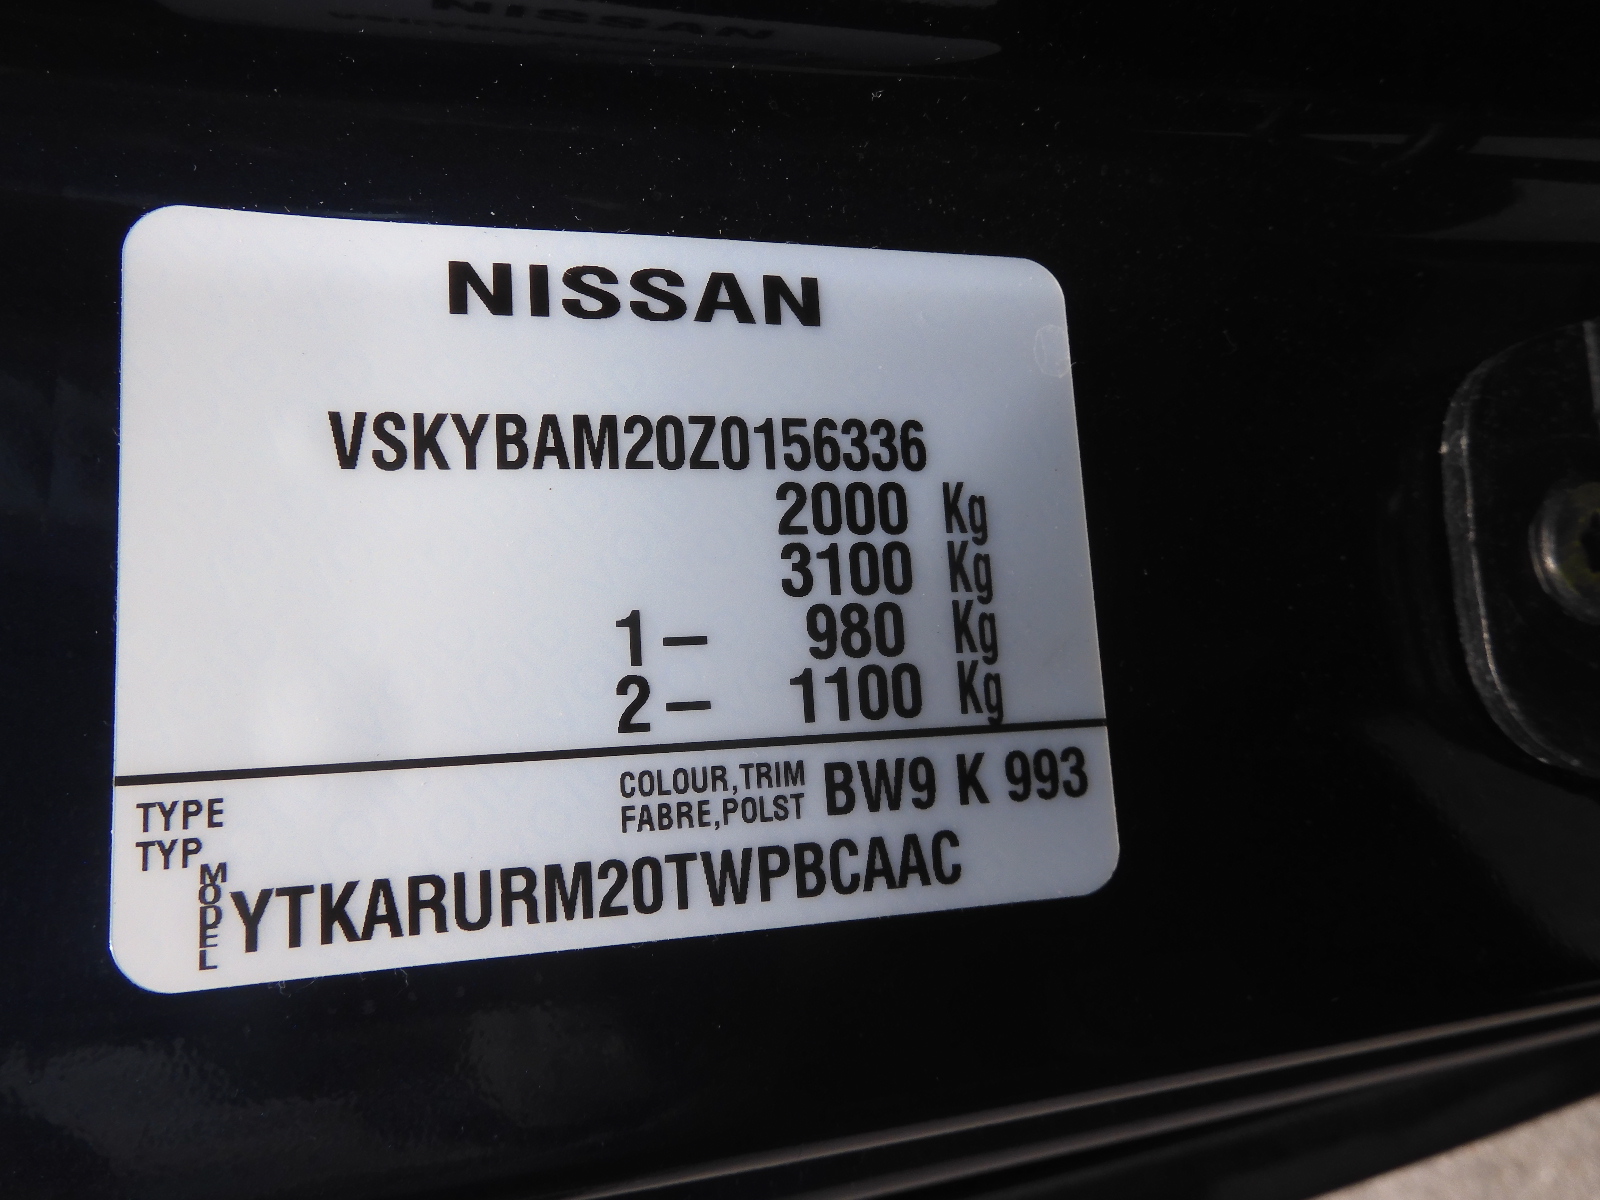 NISSAN
VSKYBAM20Z0156336
2000 Kg
3100 Kg
1- 980 Kg
2- 1100 Kg
TYPE
TYP
COLOUR,TRIM
FABRE,POLST
BW9 K 993
MODEL
YTKARURM20TWPBCAAC